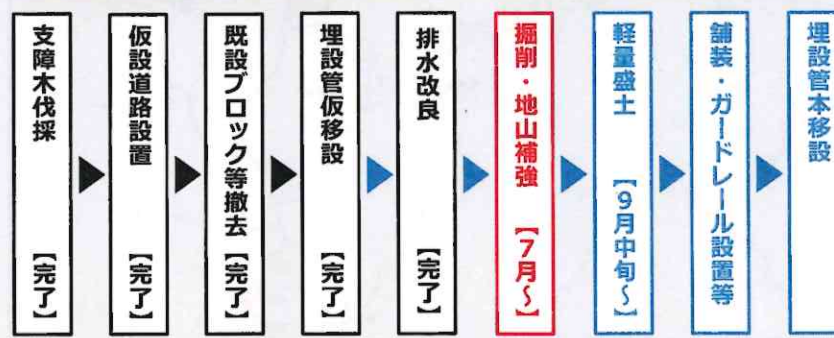 支障木伐採 【完了】
仮設道路設置 【完了】
既設ブロック等撤去 【完了】
埋設管仮移設
排水改良 【完了】
掘削・地山補強 【7月~】
軽量盛土 【9月中旬~】
舗装・ガードレール設置等
埋設管本移設